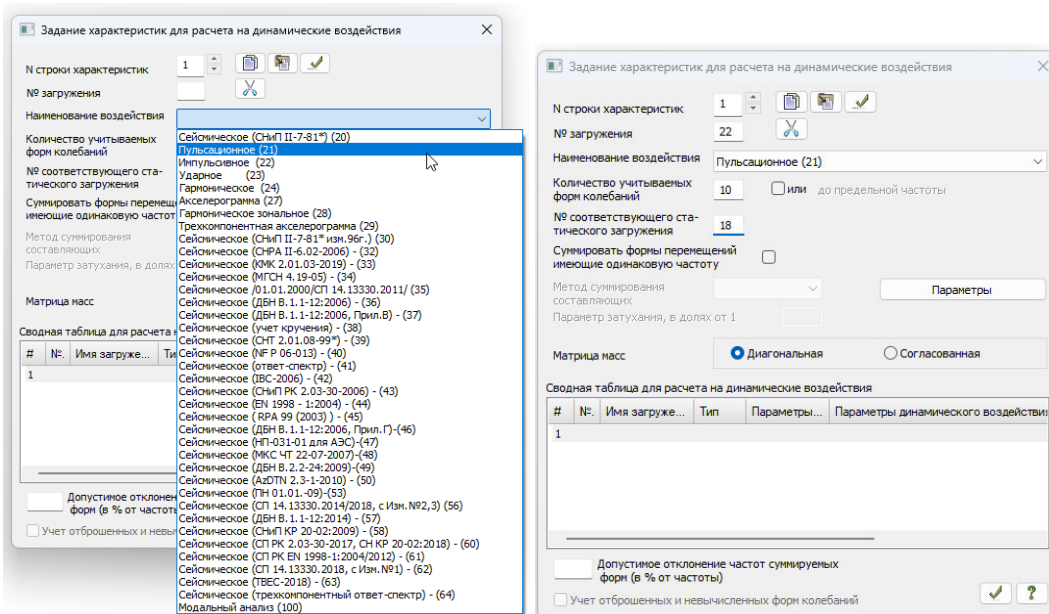 Задание характеристик для расчета на динамические воздействия
N строки характеристик
1
№ загружения
Наименование воздействия
Количество учитываемых
форм колебаний
№ соответствующего ста-
тического загружения
Суммировать формы перемещ
имеющие одинаковую частот
Метод суммирования
составляющих
Параметр затухания, в долях
Матрица масс
Сводная таблица для расчета н
# №. Имя загруже... Ти
1
Допустимое отклонен
форм (в % от частоть
Учет отброшенных и невы
Сейсмическое (СНиП II-7-81*) (20)
Пульсационное (21)
Импульсивное (22)
Ударное (23)
Гармоническое (24)
Акселерограмма (27)
Гармоническое зональное (28)
Трехкомпонентная акселерограмма (29)
Сейсмическое (СНиП II-7-81* изм.96г.) (30)
Сейсмическое (СНРА II-6.02-2006) - (32)
Сейсмическое (КМК 2.01.03-2019) - (33)
Сейсмическое (МГСН 4.19-05) - (34)
Сейсмическое /01.01.2000/СП 14.13330.2011/ (35)
Сейсмическое (ДБН В.1.1-12:2006) - (36)
Сейсмическое (ДБН В.1.1-12:2006, Прил.В) - (37)
Сейсмическое (учет кручения) - (38)
Сейсмическое (СНТ 2.01.08-99*) - (39)
Сейсмическое (NF P 06-013) - (40)
Сейсмическое (ответ-спектр) - (41)
Сейсмическое (IBC-2006) - (42)
Сейсмическое (СНиП РК 2.03-30-2006) - (43)
Сейсмическое (EN 1998 - 1:2004) - (44)
Сейсмическое ( RPA 99 (2003) ) - (45)
Сейсмическое (ДБН В.1.1-12:2006, Прил.Г)-(46)
Сейсмическое (НП-031-01 для АЭС)-(47)
Сейсмическое (МКС ЧТ 22-07-2007)-(48)
Сейсмическое (ДБН В.2.2-24:2009)-(49)
Сейсмическое (AzDTN 2.3-1-2010) - (50)
Сейсмическое (ПН 01.01.-09)-(53)
Сейсмическое (СП 14.13330.2014/2018, с Изм.№2,3) (56)
Сейсмическое (ДБН В.1.1-12:2014) - (57)
Сейсмическое (СНиП КР 20-02:2009) - (58)
Сейсмическое (СП РК 2.03-30-2017, СН КР 20-02:2018) - (60)
Сейсмическое (СП РК EN 1998-1:2004/2012) - (61)
Сейсмическое (СП 14.13330.2018, с Изм.№1) - (62)
Сейсмическое (TBEC-2018) - (63)
Сейсмическое (трехкомпонентный ответ-спектр) - (64)
Модальный анализ (100)
Задание характеристик для расчета на динамические воздействия
N строки характеристик
1
№ загружения
22
Наименование воздействия
Пульсационное (21)
Количество учитываемых
форм колебаний
10
или до предельной частоты
№ соответствующего ста-
тического загружения
18
Суммировать формы перемещений
имеющие одинаковую частоту
Метод суммирования
составляющих
Параметры
Параметр затухания, в долях от 1
Матрица масс
Диагональная
Согласованная
Сводная таблица для расчета на динамические воздействия
# №. Имя загруже... Тип Параметры... Параметры динамического воздействия
1
Допустимое отклонение частот суммируемых
форм (в % от частоты)
Учет отброшенных и невычисленных форм колебаний